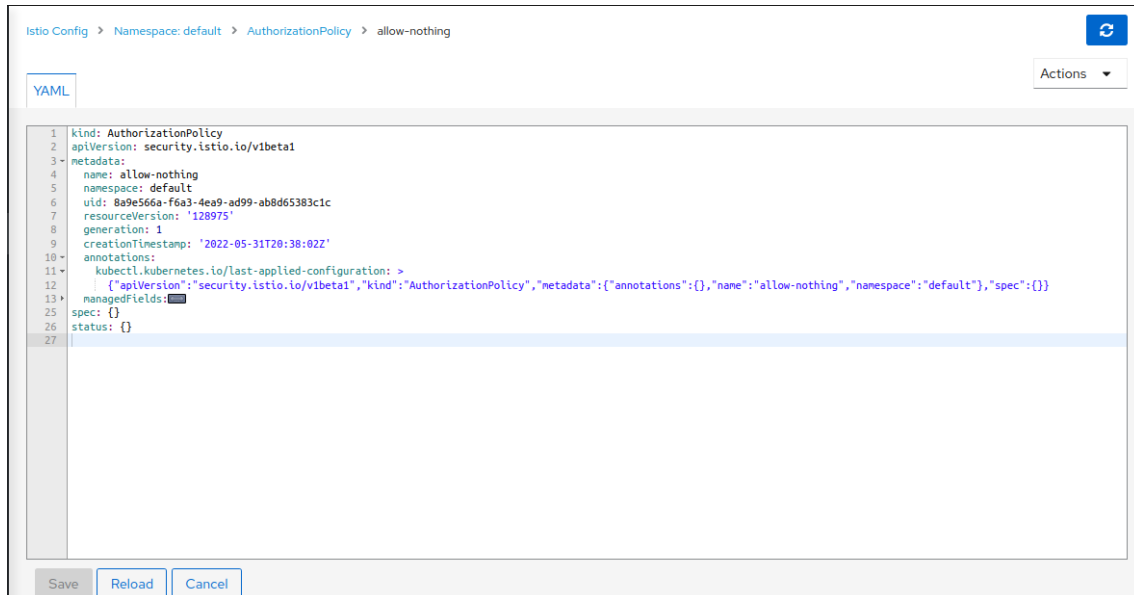 Istio Config > Namespace: default > AuthorizationPolicy > allow-nothing
Actions
YAML
1 kind: AuthorizationPolicy
2 apiVersion: security.istio.io/v1beta1
3 metadata:
4 name: allow-nothing
5 namespace: default
6 uid: 8a9e566a-f6a3-4ea9-ad99-ab8d65383c1c
7 resourceVersion: '128975'
8 generation: 1
9 creationTimestamp: '2022-05-31T20:38:02Z'
10 annotations:
11 kubectl.kubernetes.io/last-applied-configuration: >
12 {"apiVersion":"security.istio.io/v1beta1","kind":"AuthorizationPolicy","metadata":{"annotations":{},"name":"allow-nothing","namespace":"default"},"spec":{}}
13 managedFields:
25 spec: {}
26 status: {}
27
Save Reload Cancel